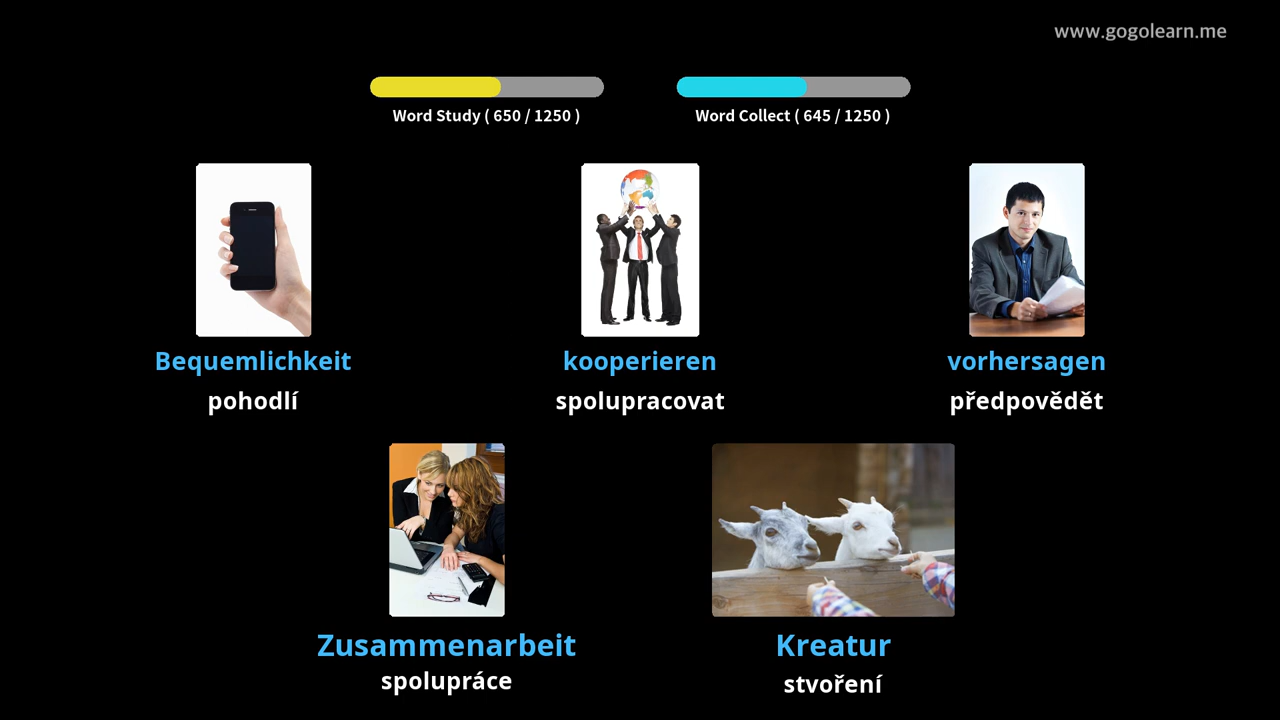 www.gogolearn.me
Word Study ( 650 / 1250 )
Word Collect ( 645 / 1250 )
Bequemlichkeit
pohodlí
kooperieren
spolupracovat
vorhersagen
předpovědět
Zusammenarbeit
spolupráce
Kreatur
stvoření